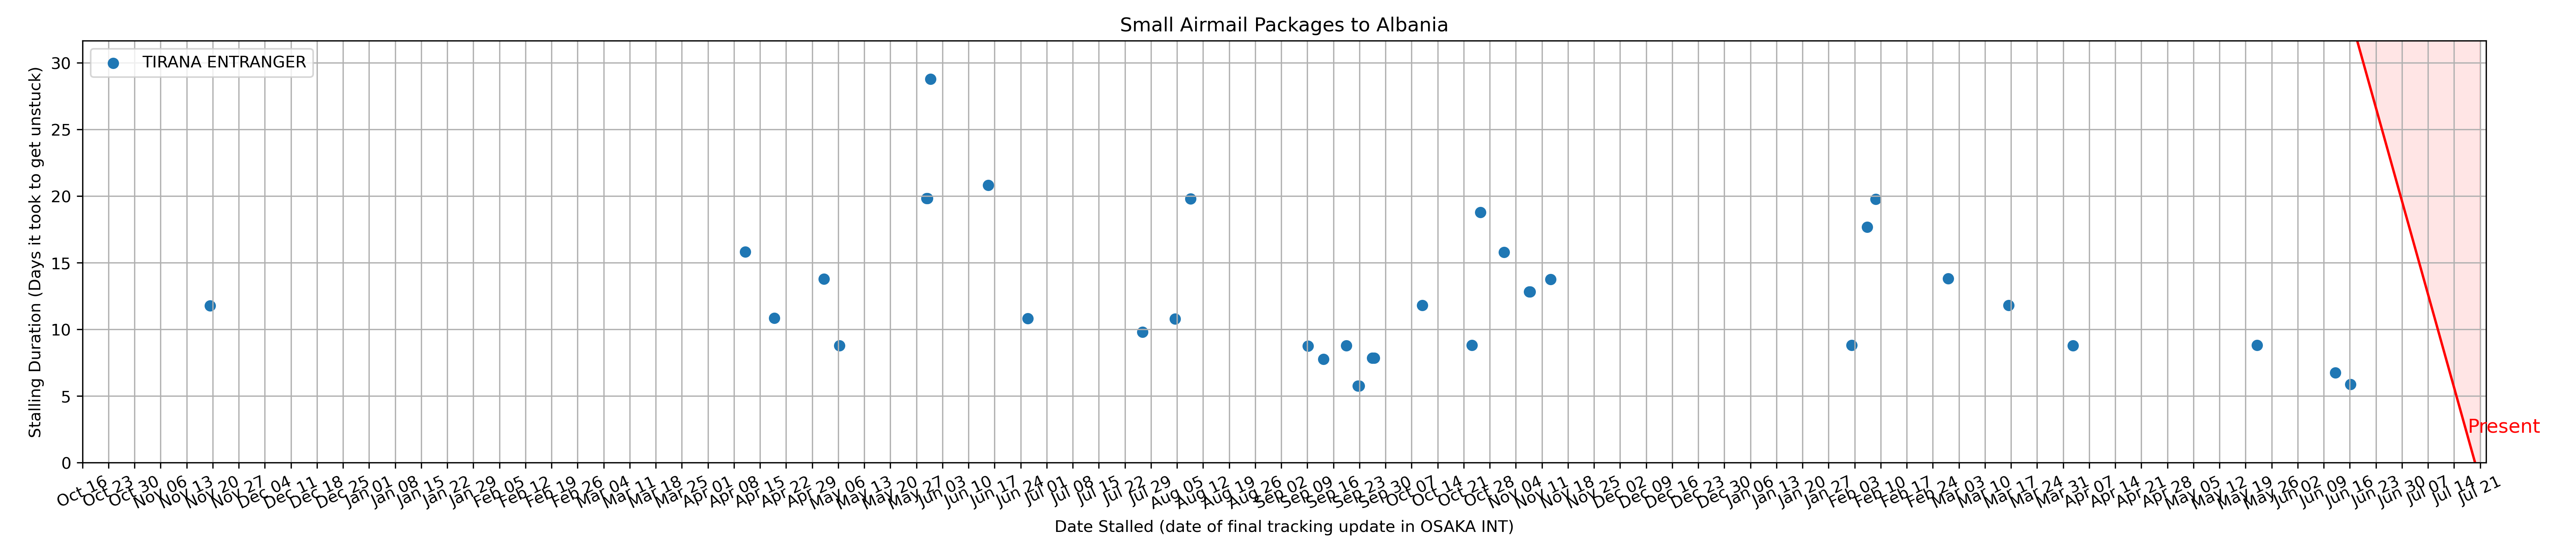 Small Airmail Packages to Albania
TIRANA ENTRANGER
Stalling Duration (Days it took to get unstuck)
30
25
20
15
10
5
0
Present
Oct 16
Oct 23
Oct 30
Nov 06
Nov 13
Nov 20
Nov 27
Dec 04
Dec 11
Dec 18
Dec 25
Jan 01
Jan 08
Jan 15
Jan 22
Jan 29
Feb 05
Feb 12
Feb 19
Feb 26
Mar 04
Mar 11
Mar 18
Mar 25
Apr 01
Apr 08
Apr 15
Apr 22
Apr 29
May 06
May 13
May 20
May 27
Jun 03
Jun 10
Jun 17
Jun 24
Jul 01
Jul 08
Jul 15
Jul 22
Jul 29
Aug 05
Aug 12
Aug 19
Aug 26
Sep 02
Sep 09
Sep 16
Sep 23
Sep 30
Oct 07
Oct 14
Oct 21
Oct 28
Nov 04
Nov 11
Nov 18
Nov 25
Dec 02
Dec 09
Dec 16
Dec 23
Dec 30
Jan 06
Jan 13
Jan 20
Jan 27
Feb 03
Feb 10
Feb 17
Feb 24
Mar 03
Mar 10
Mar 17
Mar 24
Mar 31
Apr 07
Apr 14
Apr 21
Apr 28
May 05
May 12
May 19
May 26
Jun 02
Jun 09
Jun 16
Jun 23
Jun 30
Jul 07
Jul 14
Jul 21
Date Stalled (date of final tracking update in OSAKA INT)